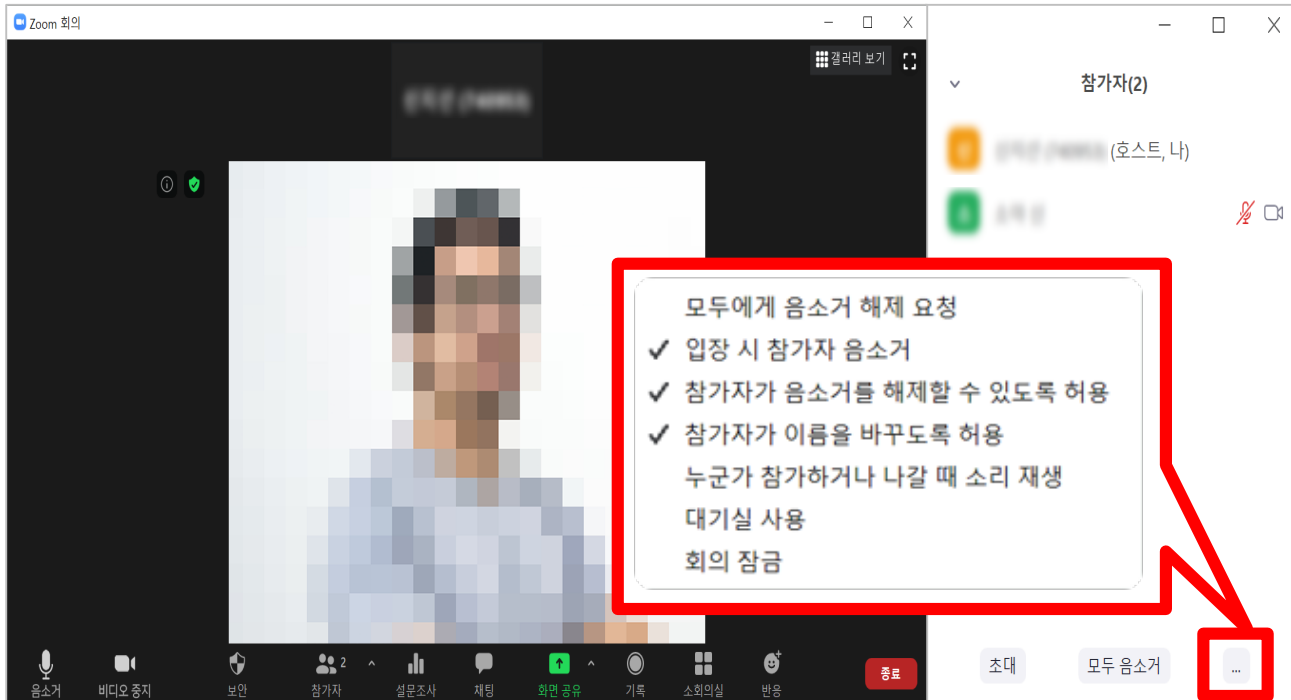 Zoom 회의
갤러리 보기
참가자(2)
(호스트, 나)
모두에게 음소거 해제 요청
입장 시 참가자 음소거
참가자가 음소거를 해제할 수 있도록 허용
참가자가 이름을 바꾸도록 허용
누군가 참가하거나 나갈 때 소리 재생
대기실 사용
회의 잠금
음소거
비디오 중지
보안
2
참가자
설문조사
채팅
화면 공유
기록
소회의실
반응
종료
초대
모두 음소거
...